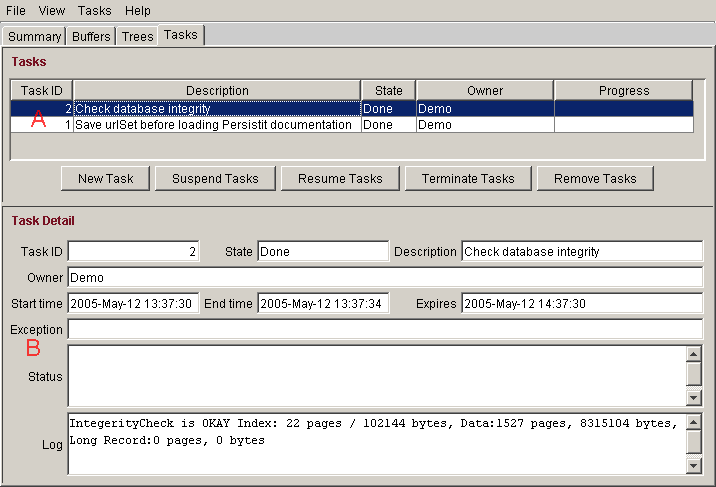 File View Tasks Help
Summary Buffers Trees Tasks
Tasks
Task ID Description State Owner Progress
2 Check database integrity Done Demo
A
1 Save urlSet before loading Persistit documentation Done Demo
New Task Suspend Tasks Resume Tasks Terminate Tasks Remove Tasks
Task Detail
Task ID 2 State Done Description Check database integrity
Owner Demo
Start time 2005-May-12 13:37:30 End time 2005-May-12 13:37:34 Expires 2005-May-12 14:37:30
Exception
B
Status
Log IntegerityCheck is OKAY Index: 22 pages / 102144 bytes, Data:1527 pages, 8315104 bytes,
Long Record:0 pages, 0 bytes